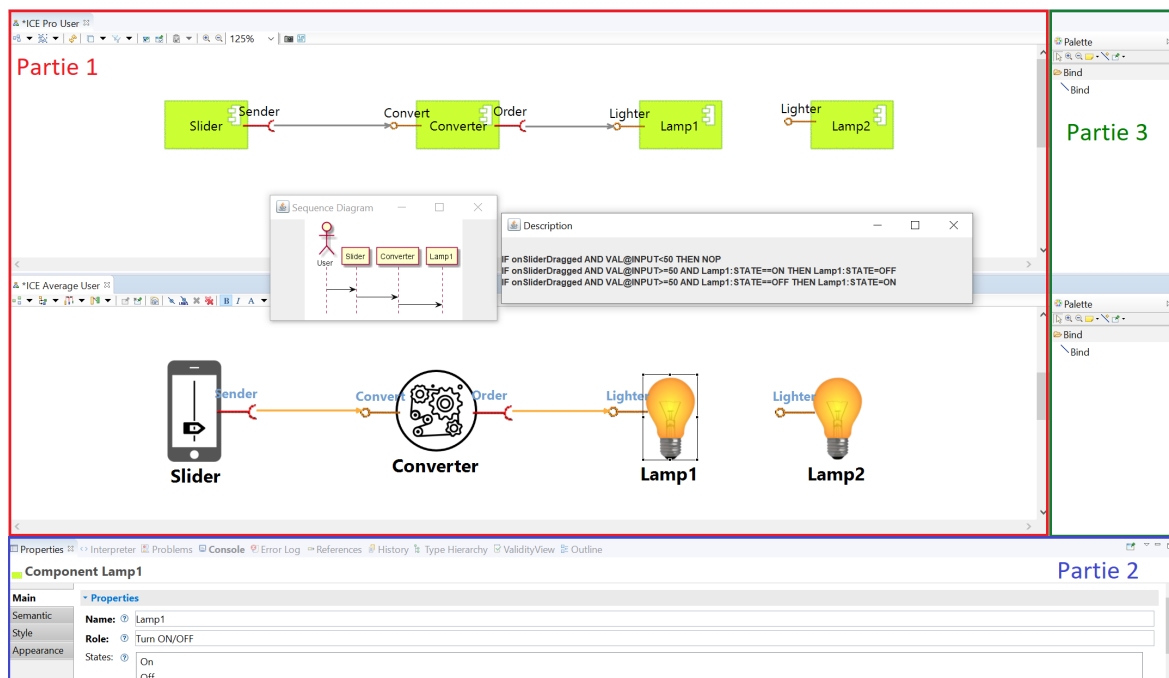 *ICE Pro User
125%
Partie 1
Palette
Bind
Bind
Partie 3
Sender
Convert
Order
Lighter
Lighter
Slider
Converter
Lamp1
Lamp2
Sequence Diagram
User
Slider
Converter
Lamp1
Description
IF onSliderDragged AND VAL@INPUT<50 THEN NOP
IF onSliderDragged AND VAL@INPUT>=50 AND Lamp1:STATE==ON THEN Lamp1:STATE=OFF
IF onSliderDragged AND VAL@INPUT>=50 AND Lamp1:STATE==OFF THEN Lamp1:STATE=ON
*ICE Average User
B I A
Palette
Bind
Bind
Sender
Convert
Order
Lighter
Lighter
Slider
Converter
Lamp1
Lamp2
Properties Interpreter Problems Console Error Log References History Type Hierarchy ValidityView Outline
Component Lamp1
Partie 2
Main
Semantic
Style
Appearance
Properties
Name: Lamp1
Role: Turn ON/OFF
States: On
Off